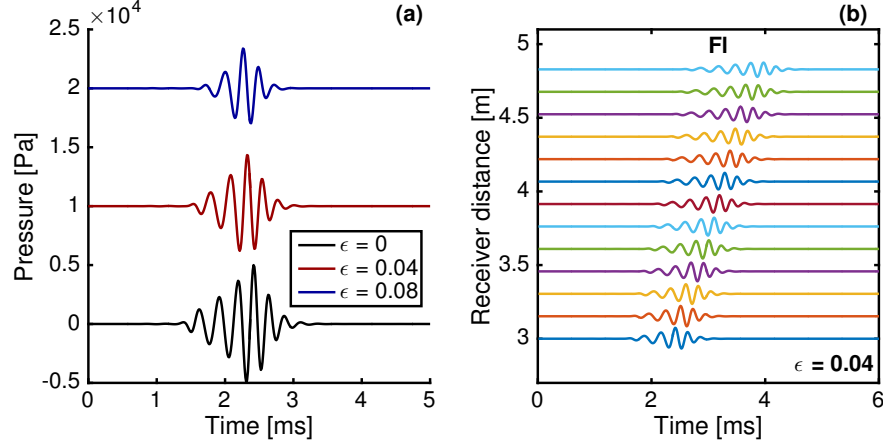 ×10⁴
(a)
2.5
2
1.5
1
0.5
0
-0.5
Pressure [Pa]
ϵ = 0
ϵ = 0.04
ϵ = 0.08
0 1 2 3 4 5
Time [ms]
(b)
FI
5
4.5
4
3.5
3
Receiver distance [m]
ϵ = 0.04
0 2 4 6
Time [ms]